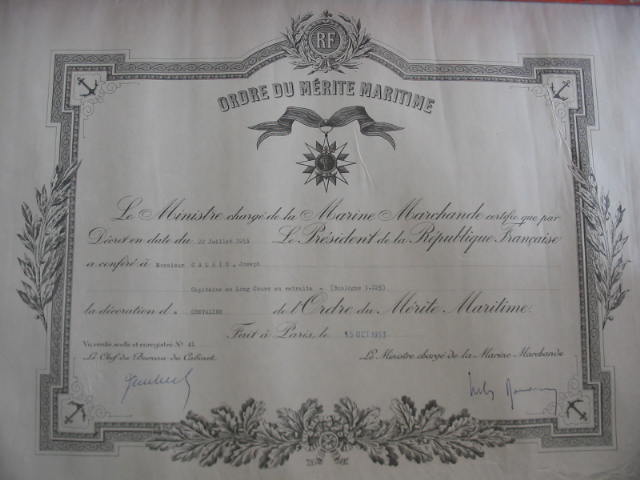 RF
ORDRE DU MÉRITE MARITIME
Le Ministre chargé de la Marine Marchande certifie que par
Décret en date du 22 Juillet 1953 Le Président de la République Française
a conféré à Monsieur Joseph
Capitaine au Long Cours en retraite - (Boulogne
la décoration d e CHEVALIER de l'Ordre du Mérite Maritime.
Fait à Paris, le 15 OCT 1953
Vu, vérifié, scellé et enregistré No 41
Le Chef du Bureau du Cabinet
Le Ministre chargé de la Marine Marchande